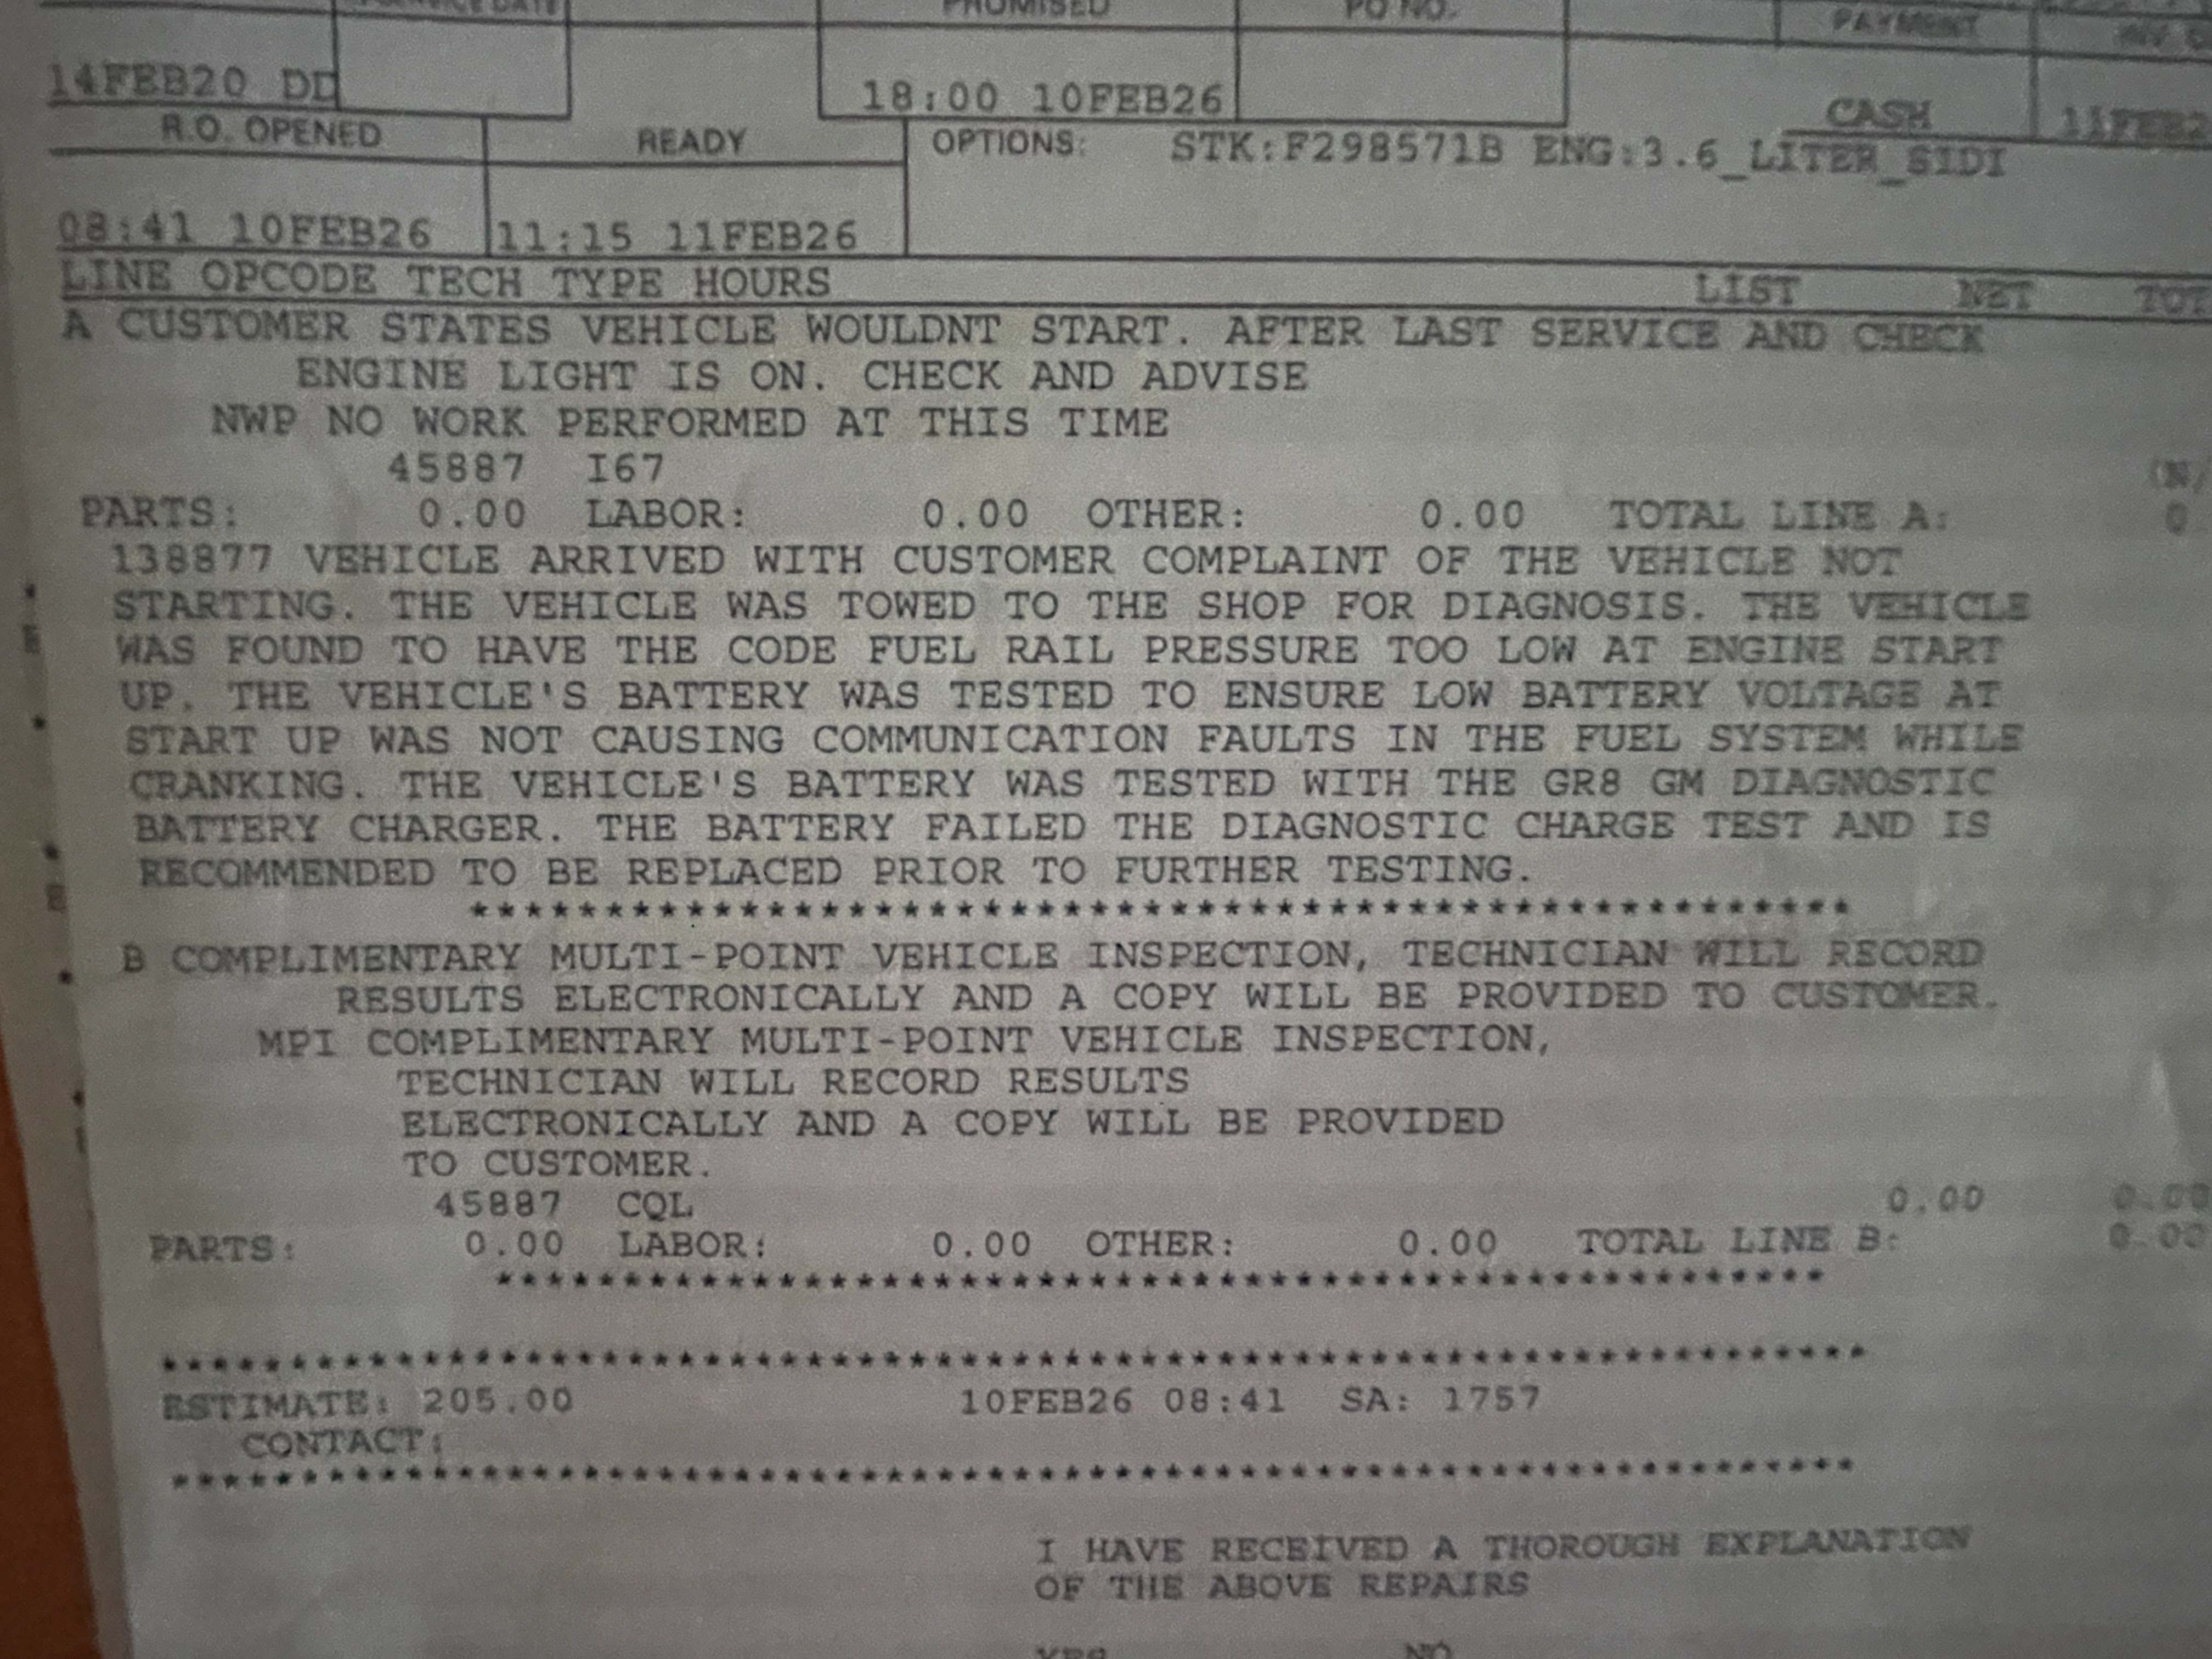 PROMISED PO NO. PAYMENT
14FEB20 DD 18:00 10FEB26 CASH
R.O. OPENED READY OPTIONS: STK:F298571B ENG:3.6_LITER_SIDI
08:41 10FEB26 11:15 11FEB26
LINE OPCODE TECH TYPE HOURS LIST NET
A CUSTOMER STATES VEHICLE WOULDNT START. AFTER LAST SERVICE AND CHECK
ENGINE LIGHT IS ON. CHECK AND ADVISE
NWP NO WORK PERFORMED AT THIS TIME
45887 I67
PARTS: 0.00 LABOR: 0.00 OTHER: 0.00 TOTAL LINE A:
138877 VEHICLE ARRIVED WITH CUSTOMER COMPLAINT OF THE VEHICLE NOT
STARTING. THE VEHICLE WAS TOWED TO THE SHOP FOR DIAGNOSIS. THE VEHICLE
WAS FOUND TO HAVE THE CODE FUEL RAIL PRESSURE TOO LOW AT ENGINE START
UP. THE VEHICLE'S BATTERY WAS TESTED TO ENSURE LOW BATTERY VOLTAGE AT
START UP WAS NOT CAUSING COMMUNICATION FAULTS IN THE FUEL SYSTEM WHILE
CRANKING. THE VEHICLE'S BATTERY WAS TESTED WITH THE GR8 GM DIAGNOSTIC
BATTERY CHARGER. THE BATTERY FAILED THE DIAGNOSTIC CHARGE TEST AND IS
RECOMMENDED TO BE REPLACED PRIOR TO FURTHER TESTING.
****************************************************
B COMPLIMENTARY MULTI-POINT VEHICLE INSPECTION, TECHNICIAN WILL RECORD
RESULTS ELECTRONICALLY AND A COPY WILL BE PROVIDED TO CUSTOMER.
MPI COMPLIMENTARY MULTI-POINT VEHICLE INSPECTION,
TECHNICIAN WILL RECORD RESULTS
ELECTRONICALLY AND A COPY WILL BE PROVIDED
TO CUSTOMER.
45887 CQL 0.00 0.00
PARTS: 0.00 LABOR: 0.00 OTHER: 0.00 TOTAL LINE B: 0.00
****************************************************
****************************************************************
ESTIMATE: 205.00 10FEB26 08:41 SA: 1757
CONTACT:
****************************************************************
I HAVE RECEIVED A THOROUGH EXPLANATION
OF THE ABOVE REPAIRS
YES NO